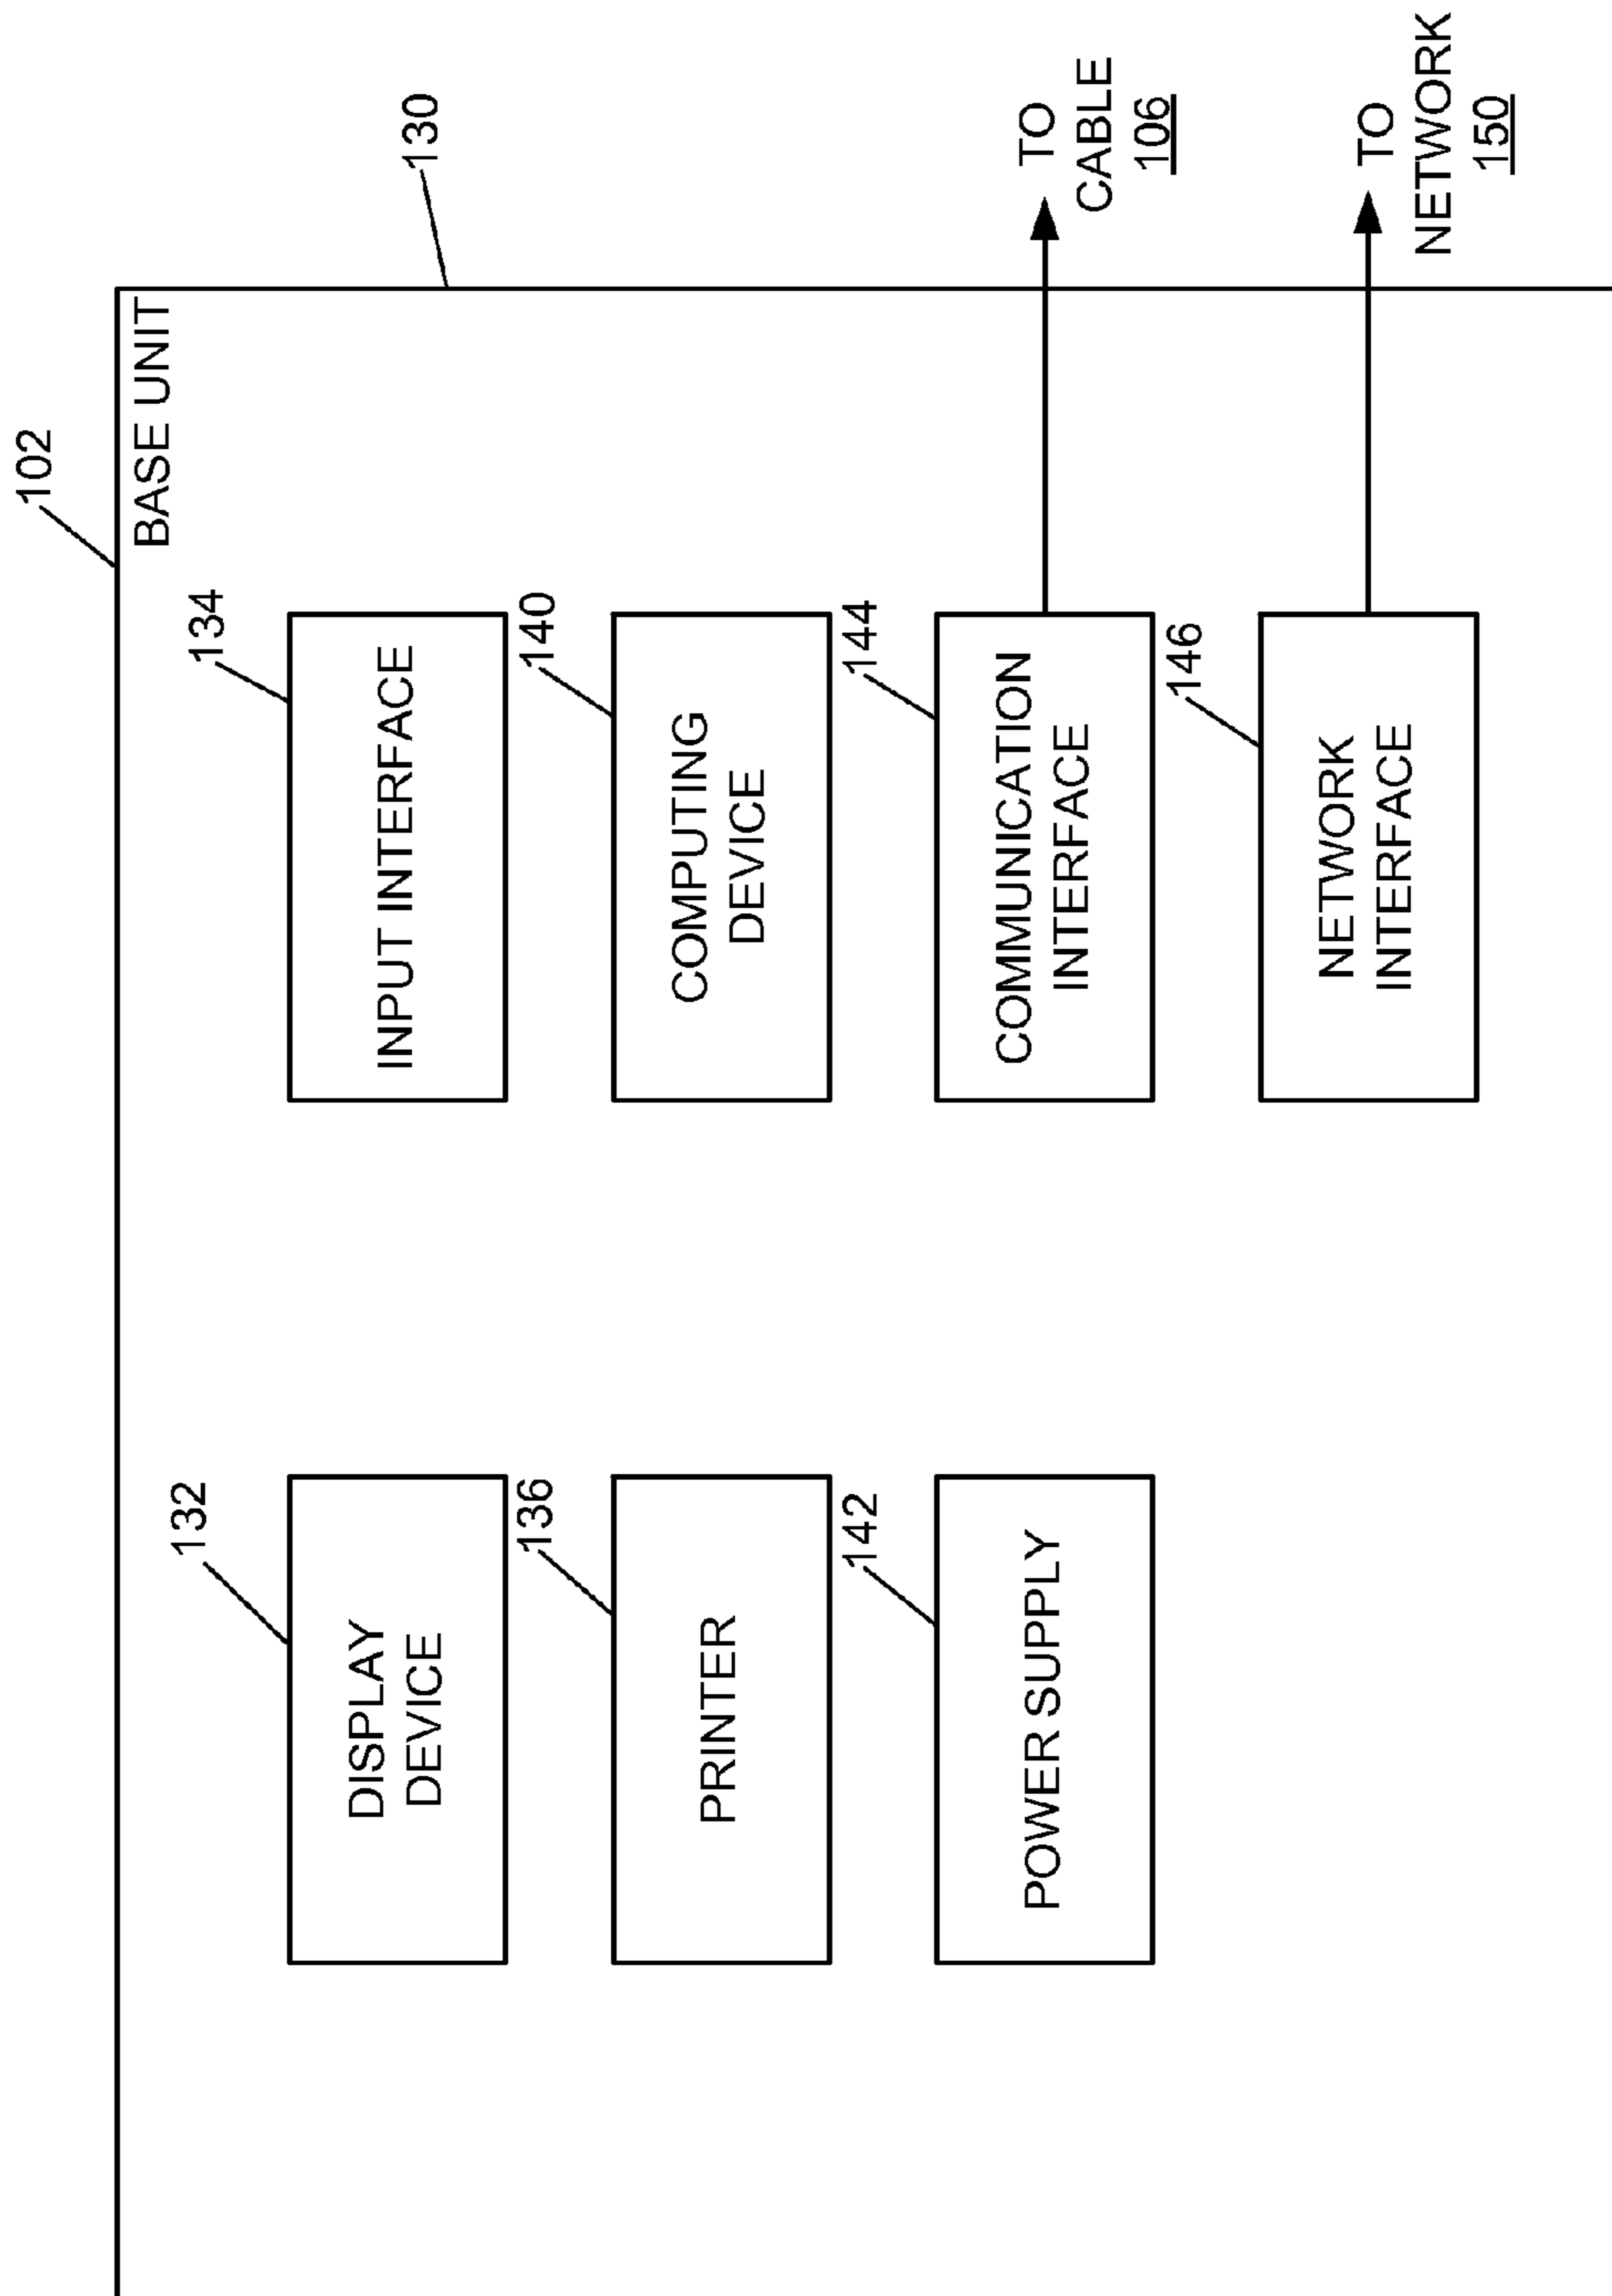 102
BASE UNIT
130
132
DISPLAY
DEVICE
134
INPUT INTERFACE
136
PRINTER
140
COMPUTING
DEVICE
142
POWER SUPPLY
144
COMMUNICATION
INTERFACE
TO
CABLE
106
146
NETWORK
INTERFACE
TO
NETWORK
150